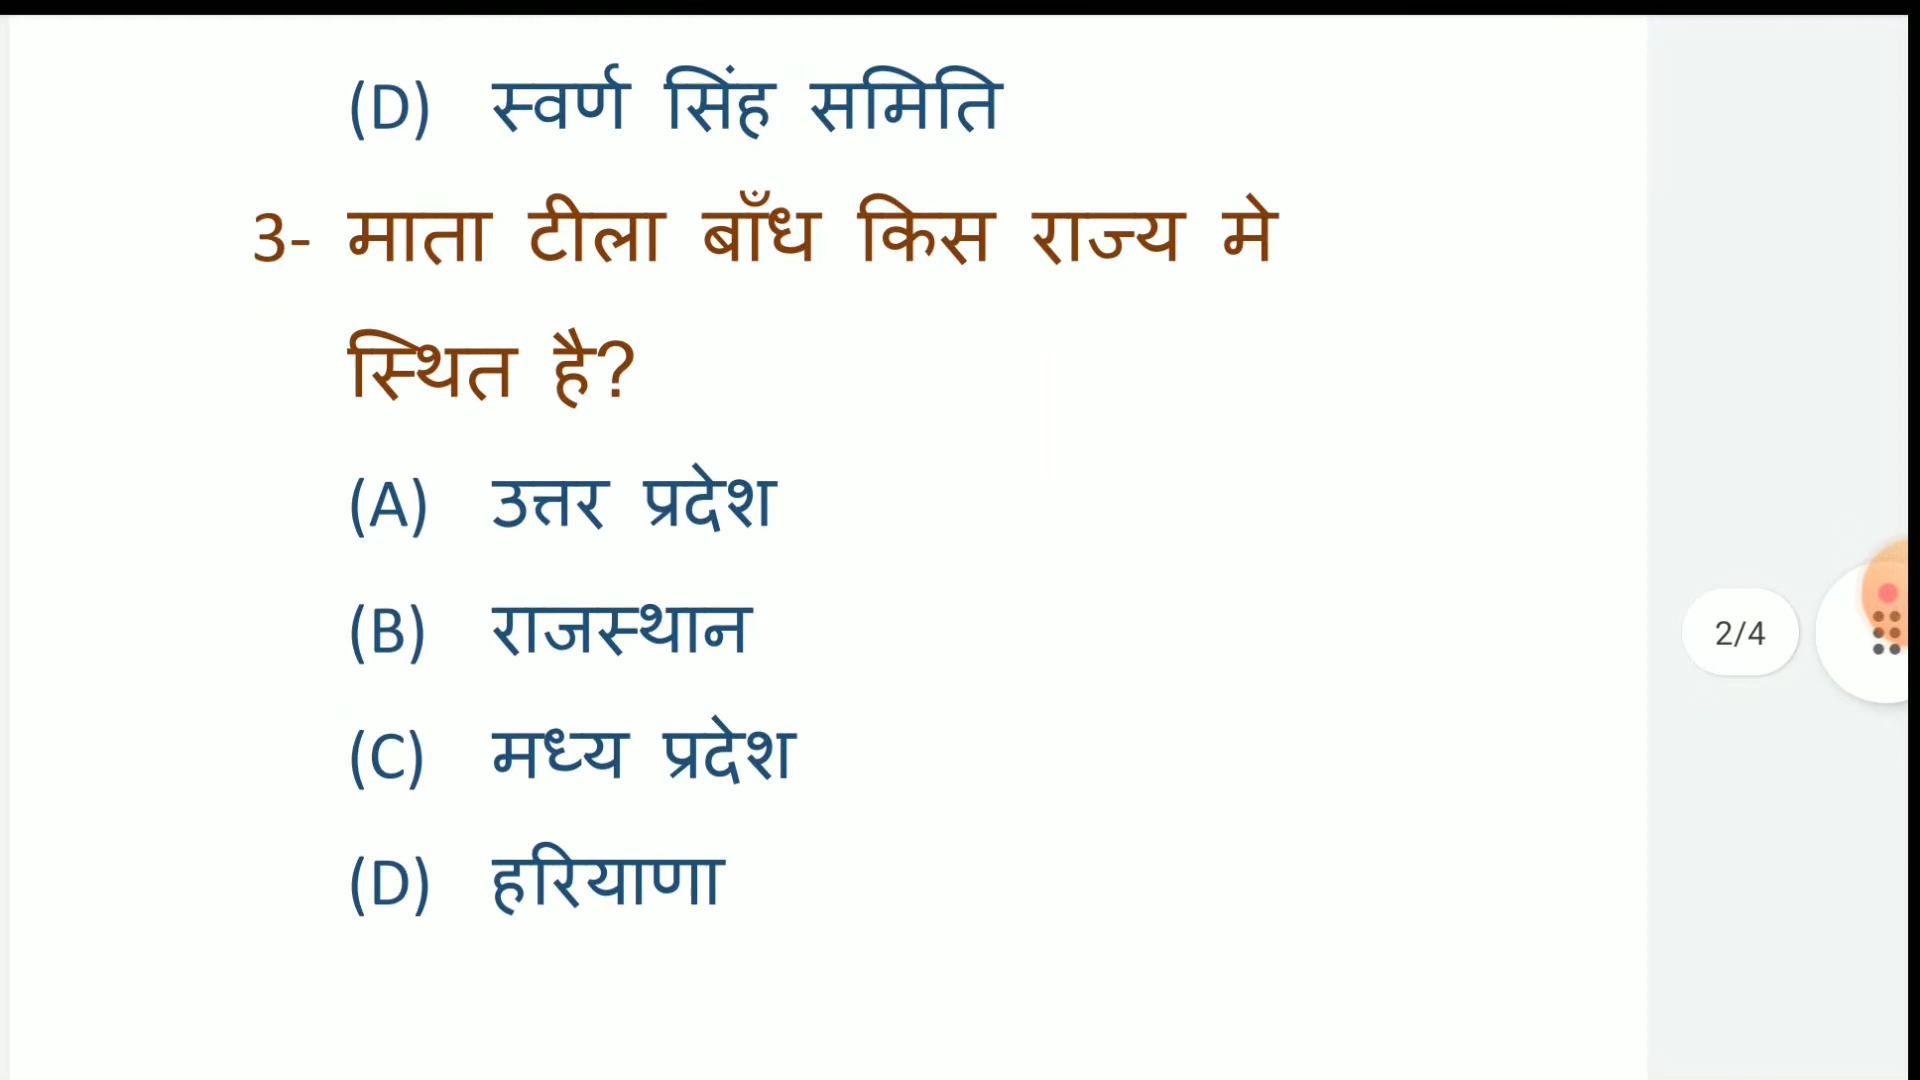 (D) स्वर्ण सिंह समिति
3- माता टीला बाँध किस राज्य मे
स्थित है?
(A) उत्तर प्रदेश
(B) राजस्थान
2/4
(C) मध्य प्रदेश
(D) हरियाणा